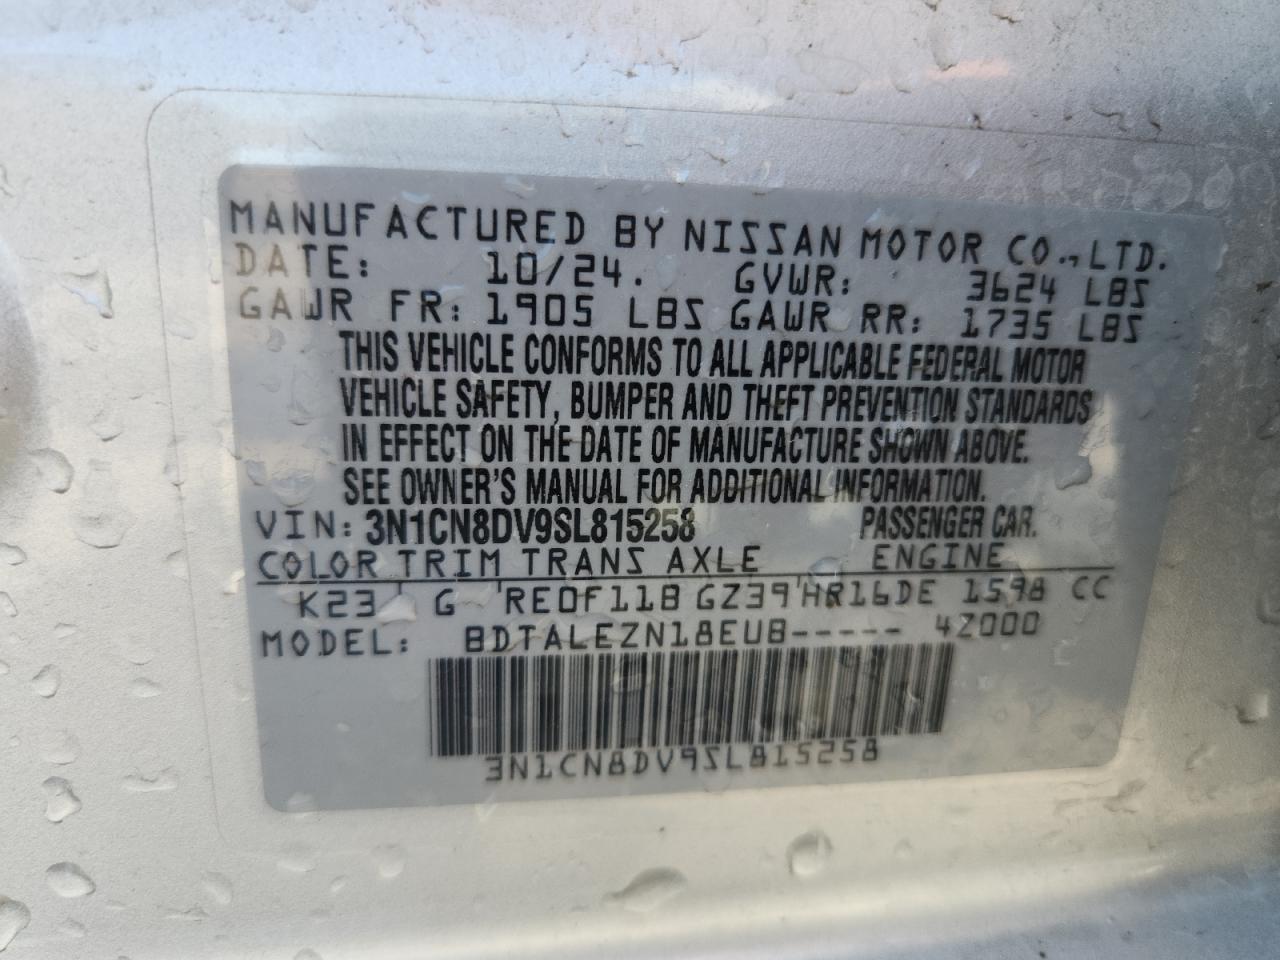 MANUFACTURED BY NISSAN MOTOR CO.,LTD.
DATE: 10/24. GVWR: 3624 LBS
GAWR FR: 1905 LBS GAWR RR: 1735 LBS
THIS VEHICLE CONFORMS TO ALL APPLICABLE FEDERAL MOTOR
VEHICLE SAFETY, BUMPER AND THEFT PREVENTION STANDARDS
IN EFFECT ON THE DATE OF MANUFACTURE SHOWN ABOVE.
SEE OWNER'S MANUAL FOR ADDITIONAL INFORMATION.
VIN: 3N1CN8DV9SL815258 PASSENGER CAR.
COLOR TRIM TRANS AXLE ENGINE
K23 G RE0F11B GZ39 HR16DE 1598 CC
MODEL: BDTALEZN18EUB----- 4Z000
3N1CN8DV9SL815258